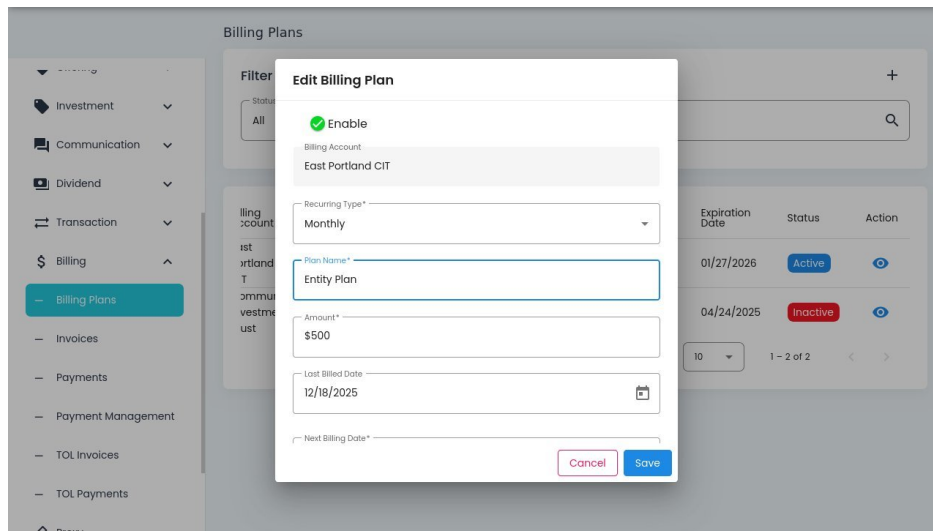 Billing Plans
Investment
Communication
Dividend
Transaction
Billing
Billing Plans
Invoices
Payments
Payment Management
TOL Invoices
TOL Payments
Filter
Status
All
Edit Billing Plan
Enable
Billing Account
East Portland CIT
Recurring Type*
Monthly
Plan Name*
Entity Plan
Amount*
$500
Last Billed Date
12/18/2025
Next Billing Date*
Cancel
Save
Expiration
Date
Status
Action
01/27/2026
Active
04/24/2025
Inactive
10
1 – 2 of 2